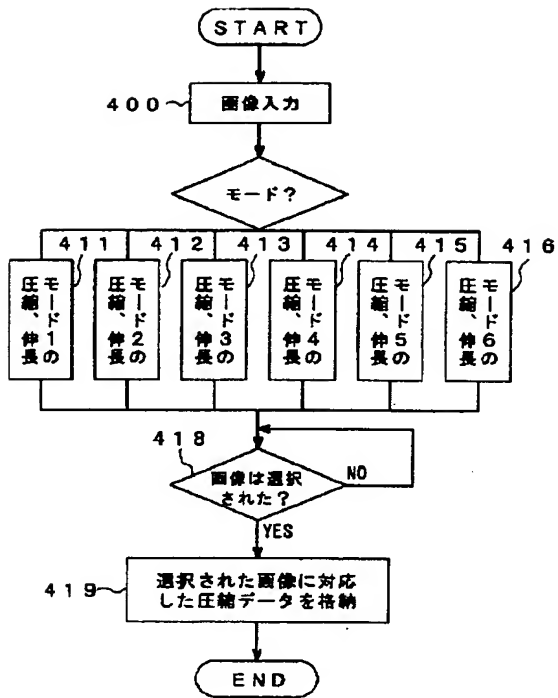 START
400
画像入力
モード?
411
412
413
414
415
416
モード1の
圧縮、伸長
モード2の
圧縮、伸長
モード3の
圧縮、伸長
モード4の
圧縮、伸長
モード5の
圧縮、伸長
モード6の
圧縮、伸長
418
画像は選択
された?
NO
YES
419
選択された画像に対応
した圧縮データを格納
END